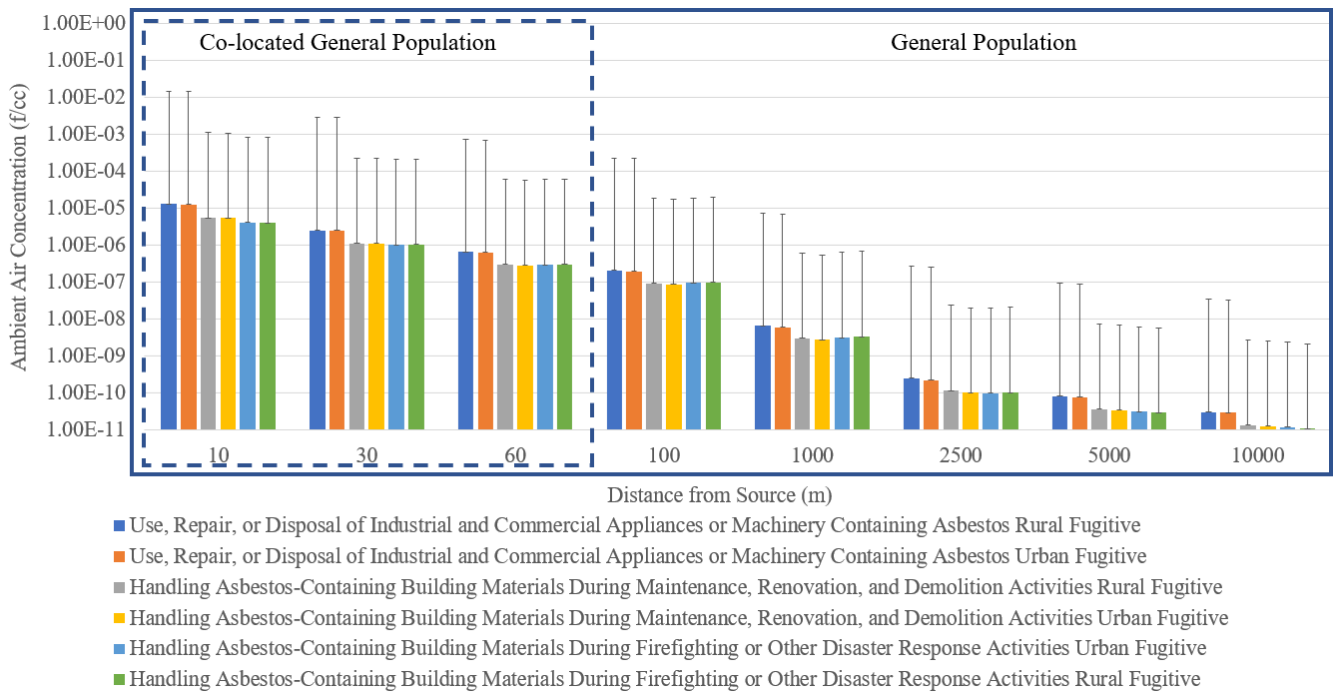 Co-located General Population
General Population
1.00E+00
1.00E-01
1.00E-02
1.00E-03
1.00E-04
1.00E-05
1.00E-06
1.00E-07
1.00E-08
1.00E-09
1.00E-10
1.00E-11
Ambient Air Concentration (f/cc)
10 30 60 100 1000 2500 5000 10000
Distance from Source (m)
Use, Repair, or Disposal of Industrial and Commercial Appliances or Machinery Containing Asbestos Rural Fugitive
Use, Repair, or Disposal of Industrial and Commercial Appliances or Machinery Containing Asbestos Urban Fugitive
Handling Asbestos-Containing Building Materials During Maintenance, Renovation, and Demolition Activities Rural Fugitive
Handling Asbestos-Containing Building Materials During Maintenance, Renovation, and Demolition Activities Urban Fugitive
Handling Asbestos-Containing Building Materials During Firefighting or Other Disaster Response Activities Urban Fugitive
Handling Asbestos-Containing Building Materials During Firefighting or Other Disaster Response Activities Rural Fugitive